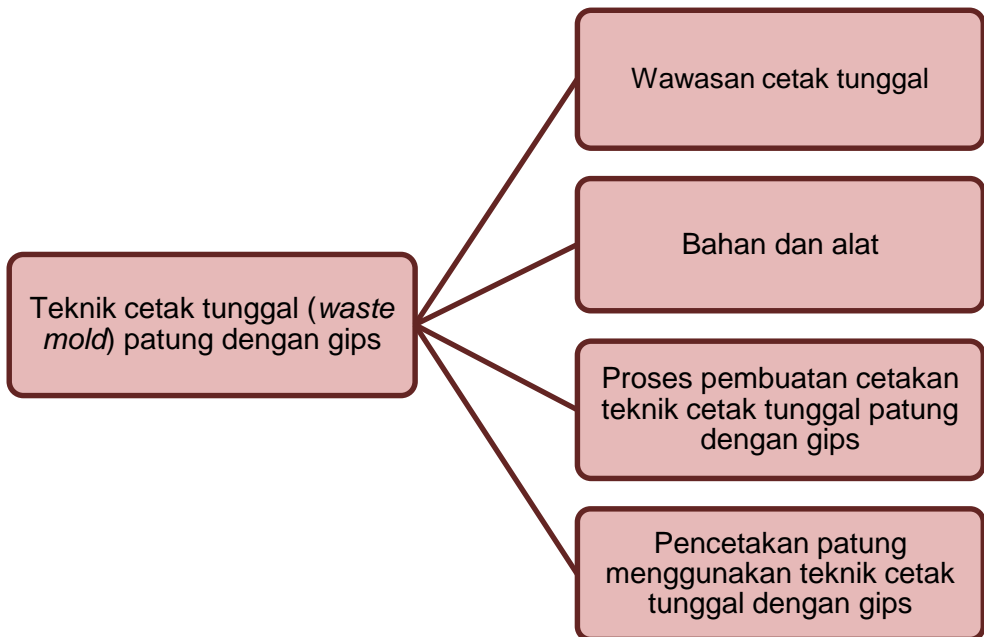 Teknik cetak tunggal (waste
mold) patung dengan gips
Wawasan cetak tunggal
Bahan dan alat
Proses pembuatan cetakan
teknik cetak tunggal patung
dengan gips
Pencetakan patung
menggunakan teknik cetak
tunggal dengan gips